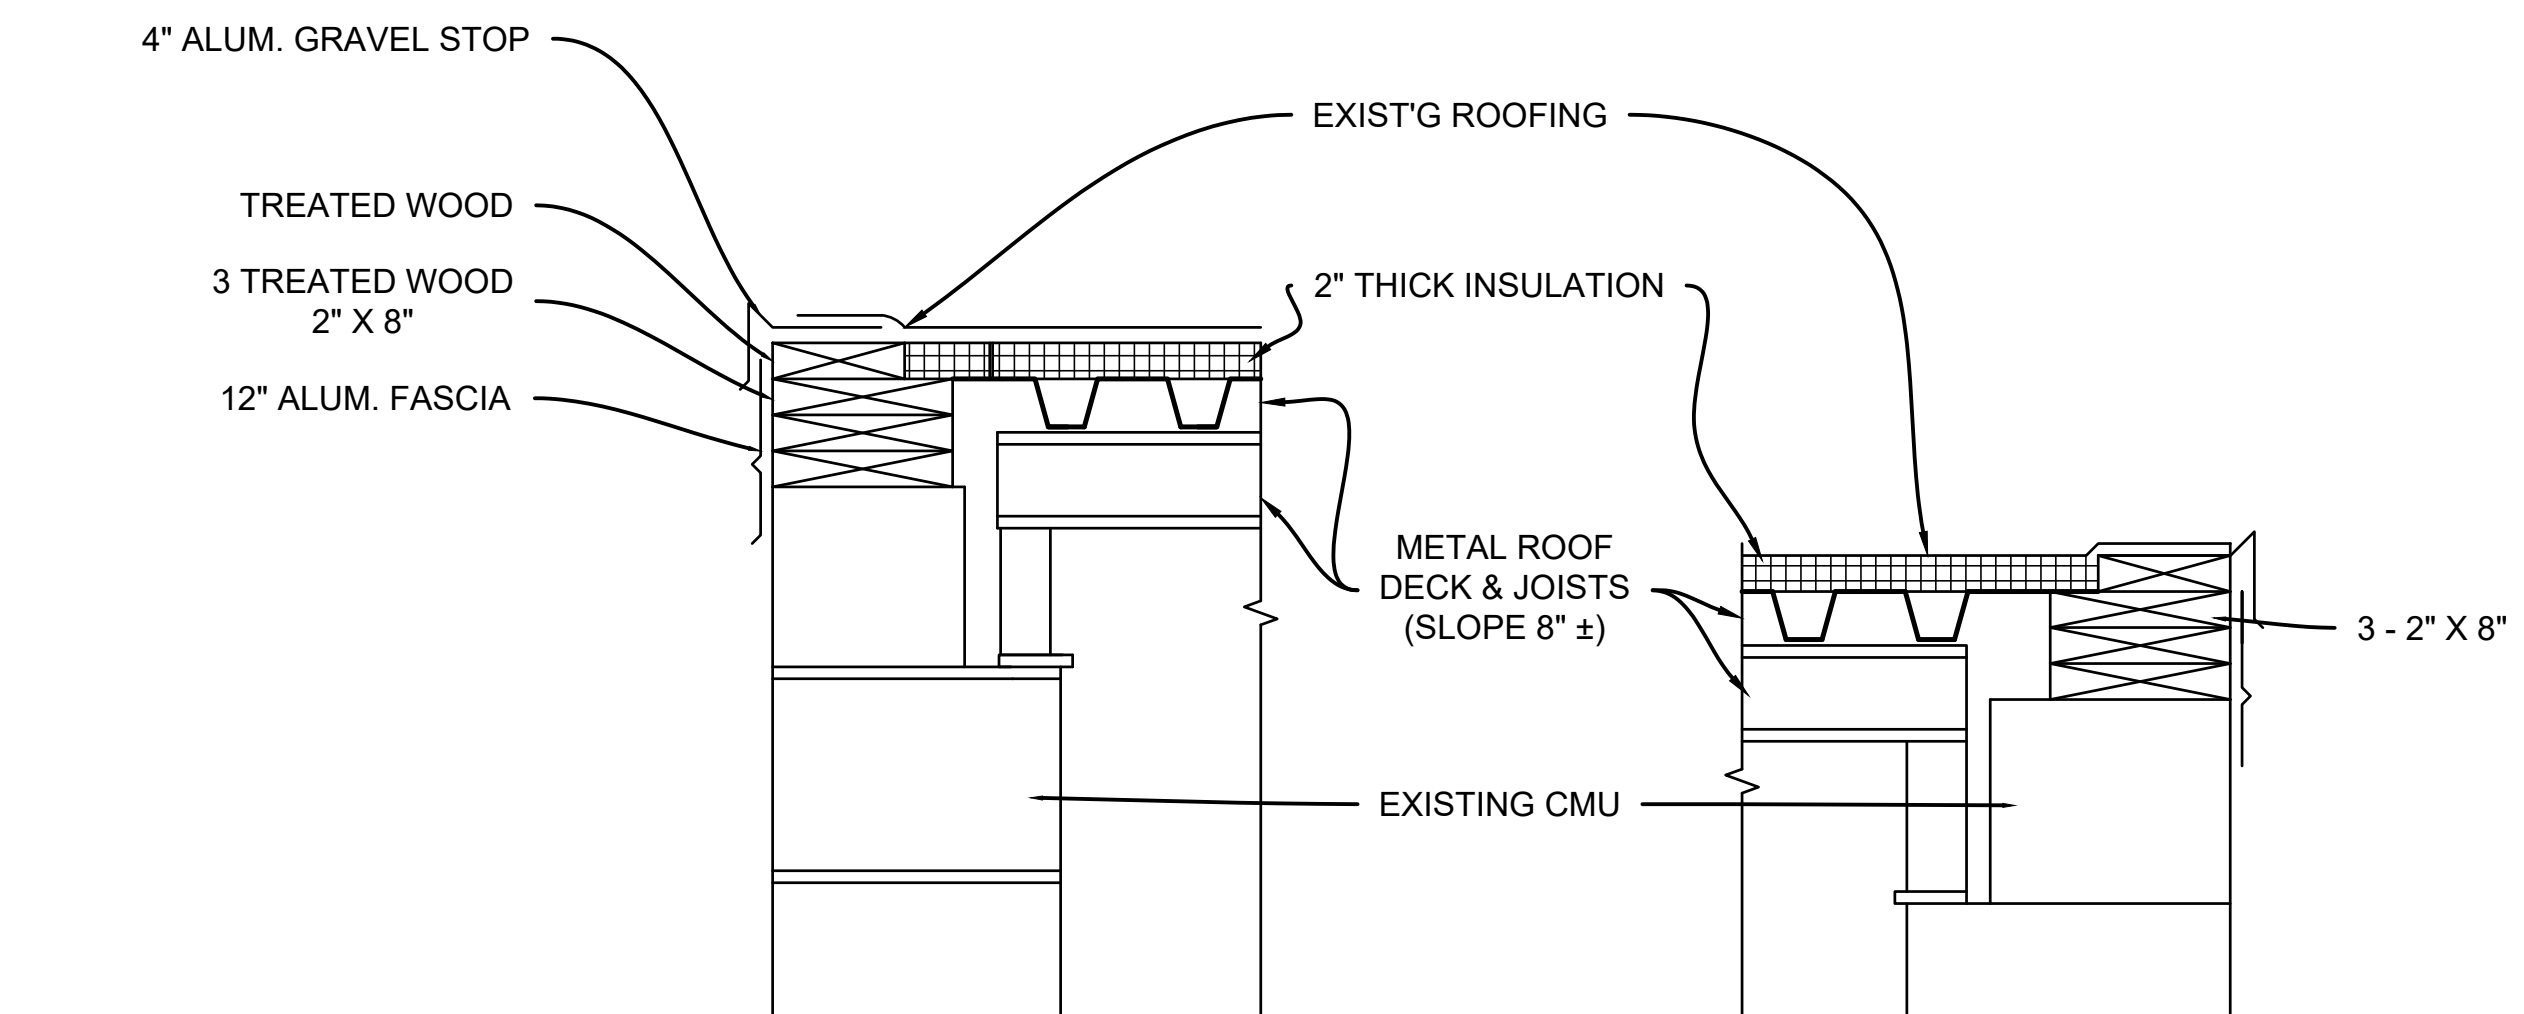 4" ALUM. GRAVEL STOP
EXIST'G ROOFING
TREATED WOOD
3 TREATED WOOD
2" X 8"
2" THICK INSULATION
12" ALUM. FASCIA
METAL ROOF
DECK & JOISTS
(SLOPE 8" ±)
3 - 2" X 8"
EXISTING CMU